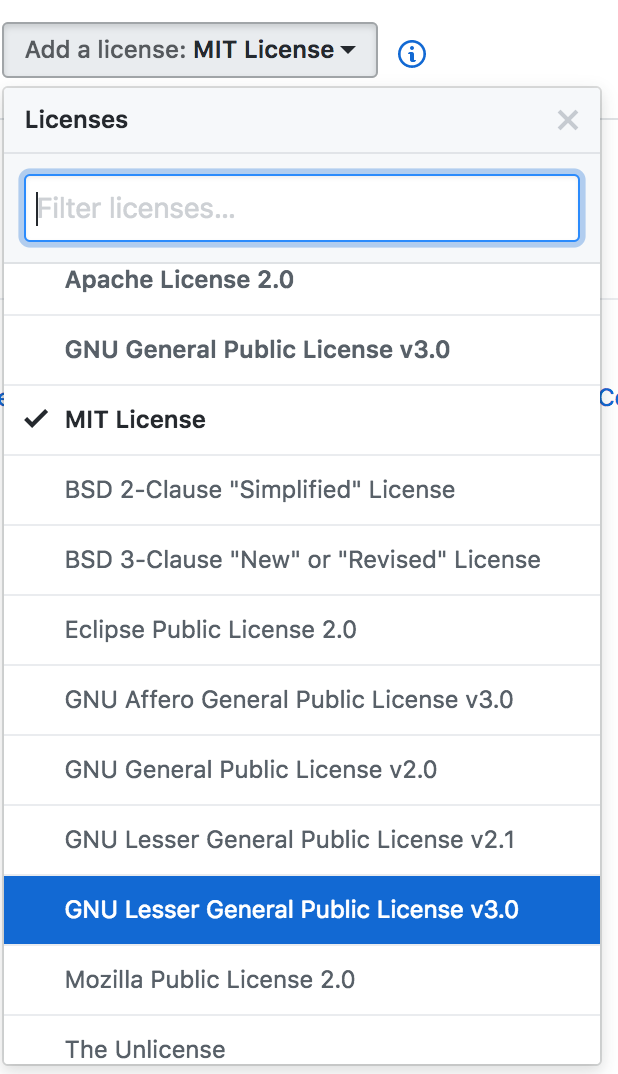 Add a license: MIT License
Licenses
Filter licenses...
Apache License 2.0
GNU General Public License v3.0
MIT License
BSD 2-Clause "Simplified" License
BSD 3-Clause "New" or "Revised" License
Eclipse Public License 2.0
GNU Affero General Public License v3.0
GNU General Public License v2.0
GNU Lesser General Public License v2.1
GNU Lesser General Public License v3.0
Mozilla Public License 2.0
The Unlicense